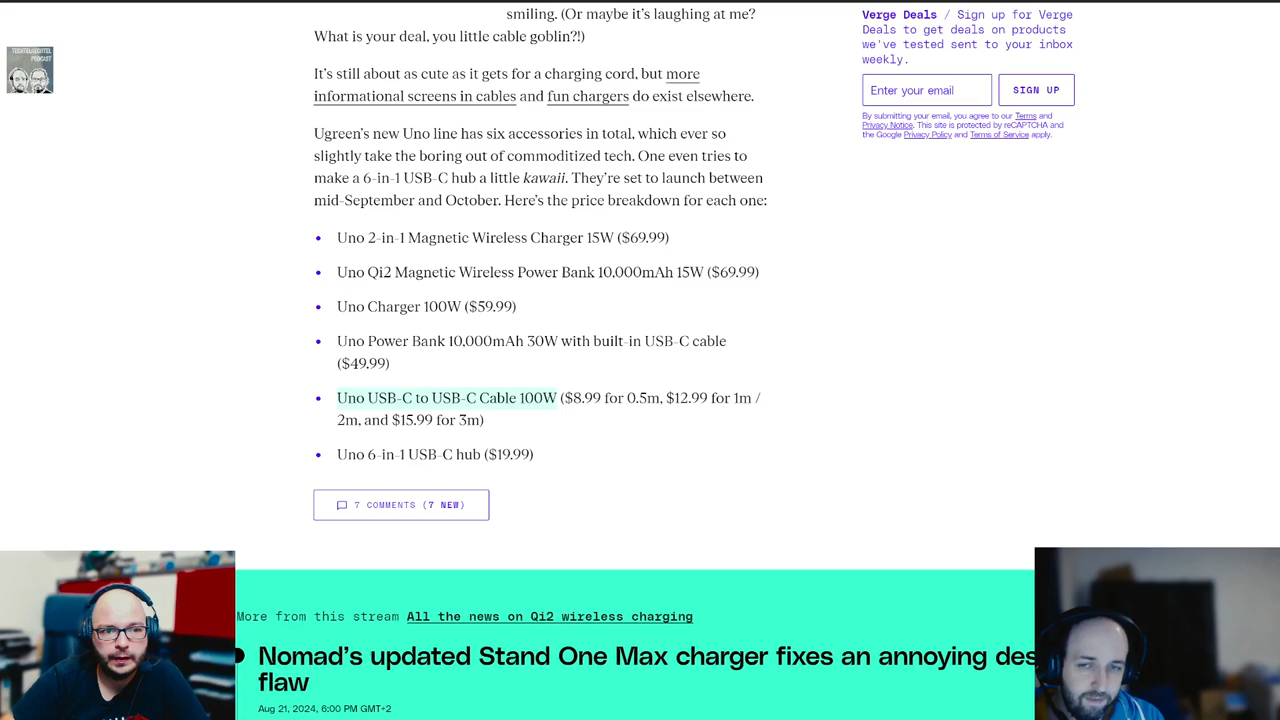 smiling. (Or maybe it's laughing at me?
What is your deal, you little cable goblin?!)
It's still about as cute as it gets for a charging cord, but more
informational screens in cables and fun chargers do exist elsewhere.
Ugreen's new Uno line has six accessories in total, which ever so
slightly take the boring out of commoditized tech. One even tries to
make a 6-in-1 USB-C hub a little kawaii. They're set to launch between
mid-September and October. Here's the price breakdown for each one:
• Uno 2-in-1 Magnetic Wireless Charger 15W ($69.99)
• Uno Qi2 Magnetic Wireless Power Bank 10,000mAh 15W ($69.99)
• Uno Charger 100W ($59.99)
• Uno Power Bank 10,000mAh 30W with built-in USB-C cable
($49.99)
• Uno USB-C to USB-C Cable 100W ($8.99 for 0.5m, $12.99 for 1m /
2m, and $15.99 for 3m)
• Uno 6-in-1 USB-C hub ($19.99)
7 COMMENTS (7 NEW)
Verge Deals / Sign up for Verge
Deals to get deals on products
we've tested sent to your inbox
weekly.
Enter your email
SIGN UP
By submitting your email, you agree to our Terms and
Privacy Notice. This site is protected by reCAPTCHA and
the Google Privacy Policy and Terms of Service apply.
More from this stream All the news on Qi2 wireless charging
Nomad's updated Stand One Max charger fixes an annoying des
flaw
Aug 21, 2024, 6:00 PM GMT+2
PODCAST